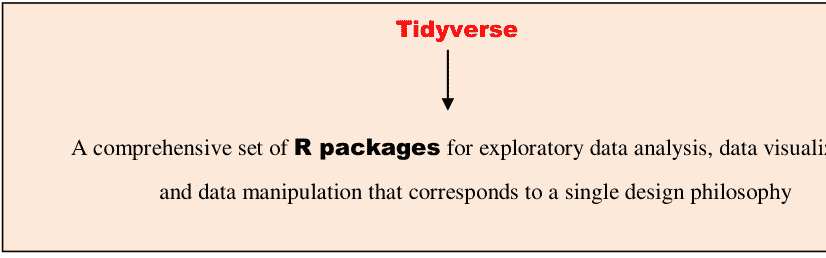 Tidyverse
A comprehensive set of R packages for exploratory data analysis, data
and data manipulation that corresponds to a single design philosophy